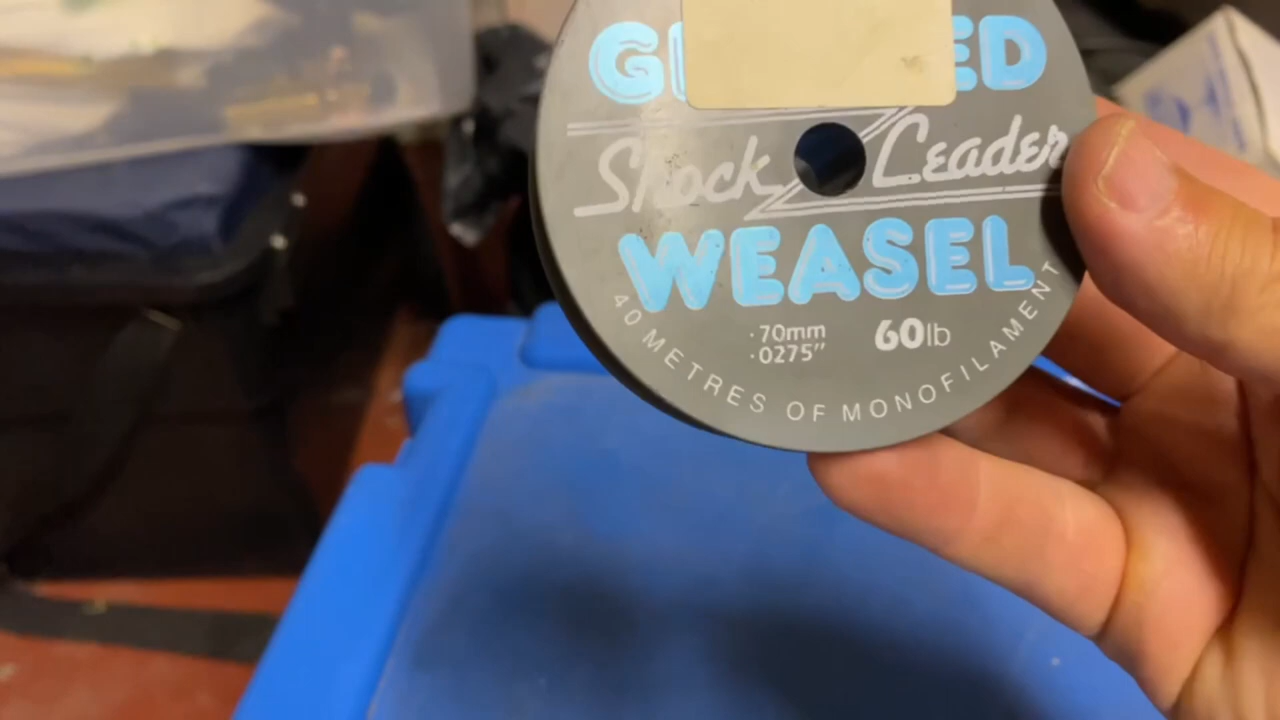 Shock Leader
WEASEL
·70mm
·0275″
60lb
40 METRES OF MONOFILAMENT